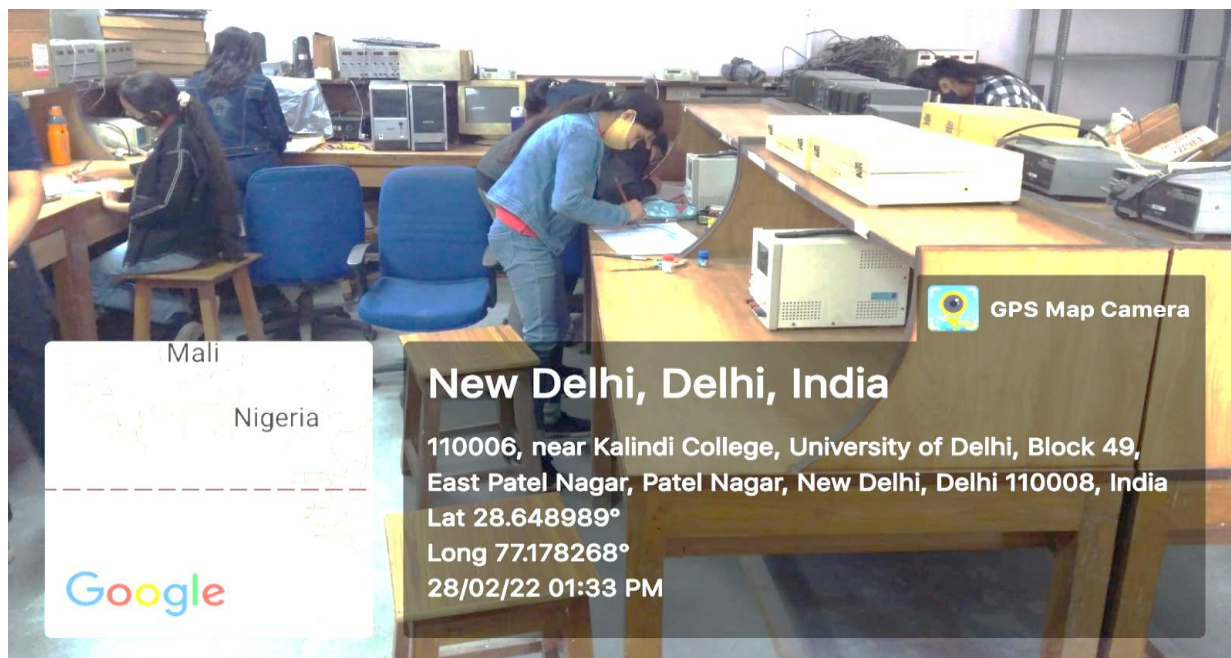 GPS Map Camera
Mali
Nigeria
Google
New Delhi, Delhi, India
110006, near Kalindi College, University of Delhi, Block 49,
East Patel Nagar, Patel Nagar, New Delhi, Delhi 110008, India
Lat 28.648989°
Long 77.178268°
28/02/22 01:33 PM